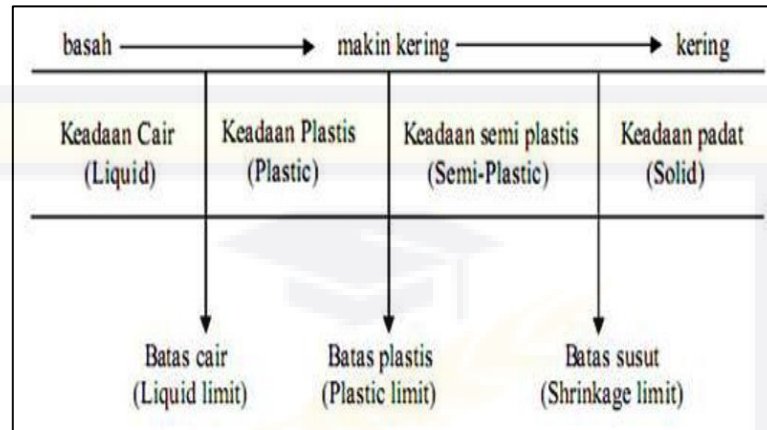 basah makin kering kering
Keadaan Cair Keadaan Plastis Keadaan semi plastis Keadaan padat
(Liquid) (Plastic) (Semi-Plastic) (Solid)
Batas cair Batas plastis Batas susut
(Liquid limit) (Plastic limit) (Shrinkage limit)